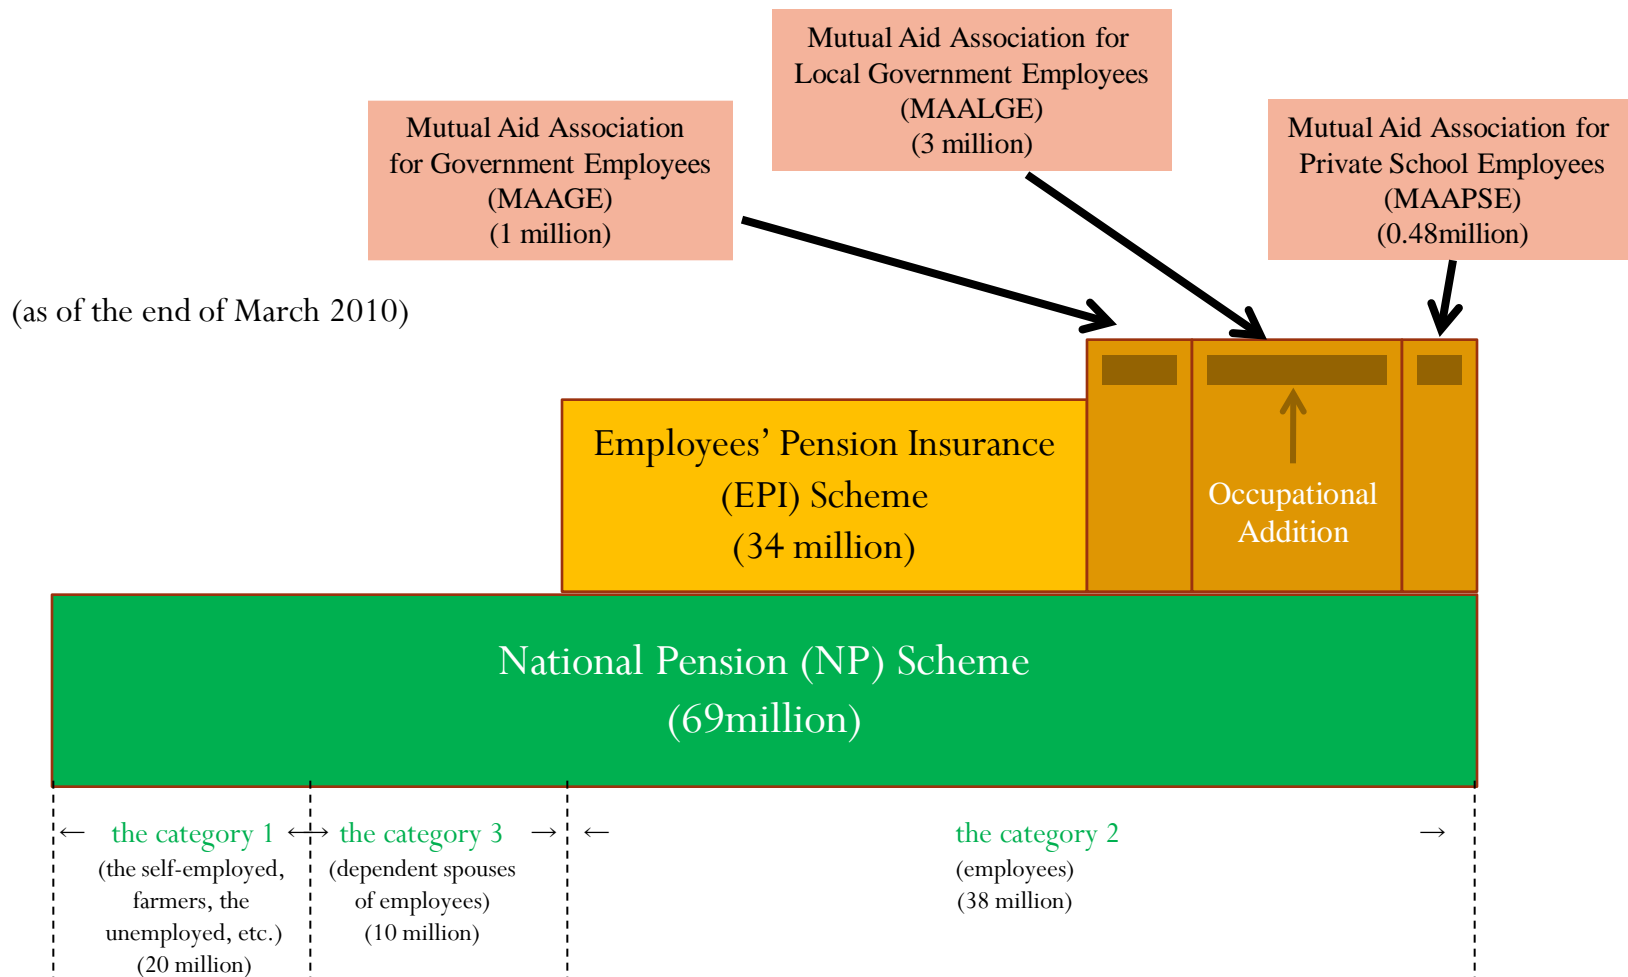 Mutual Aid Association for
Local Government Employees
(MAALGE)
(3 million)
Mutual Aid Association
for Government Employees
(MAAGE)
(1 million)
Mutual Aid Association for
Private School Employees
(MAAPSE)
(0.48million)
(as of the end of March 2010)
Employees’ Pension Insurance
(EPI) Scheme
(34 million)
Occupational
Addition
National Pension (NP) Scheme
(69million)
← the category 1 ←
(the self-employed,
farmers, the
unemployed, etc.)
(20 million)
→ the category 3 →
(dependent spouses
of employees)
(10 million)
← the category 2 →
(employees)
(38 million)